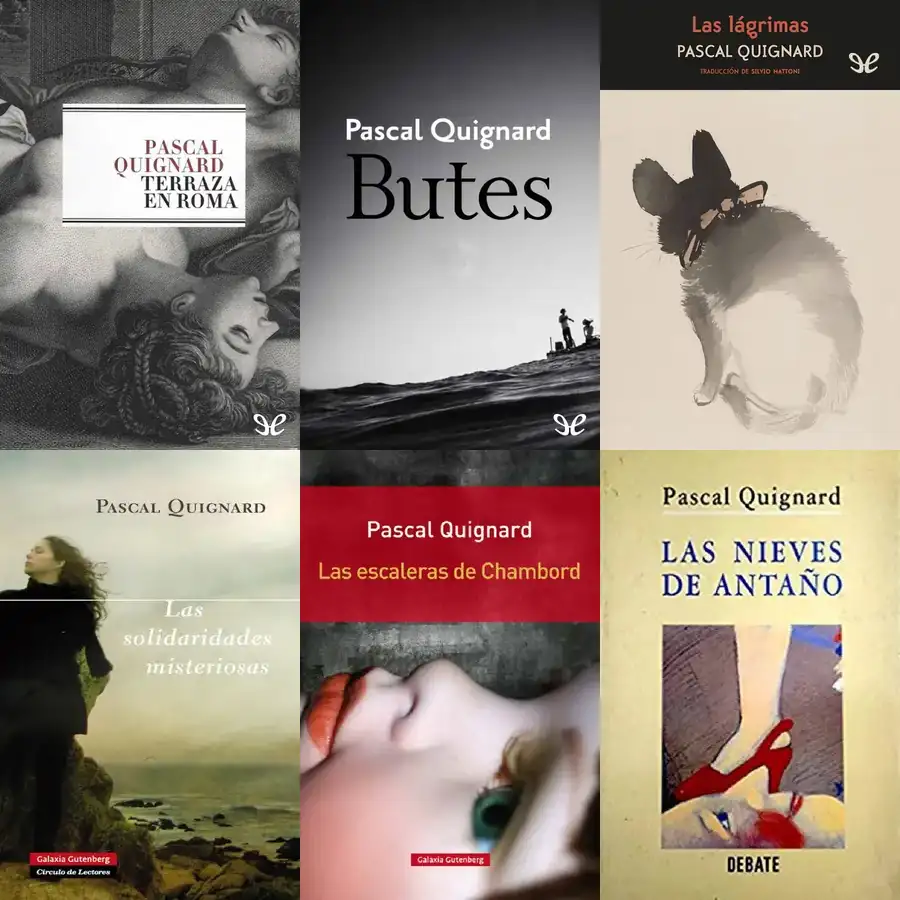 PASCAL
QUIGNARD
TERRAZA
EN ROMA
Pascal Quignard
Butes
Las lágrimas
PASCAL QUIGNARD
TRADUCCIÓN DE SILVIO MATTONI
PASCAL QUIGNARD
Las
solidaridades
misteriosas
Galaxia Gutenberg
Círculo de Lectores
Pascal Quignard
Las escaleras de Chambord
Galaxia Gutenberg
Pascal Quignard
LAS NIEVES
DE ANTAÑO
DEBATE